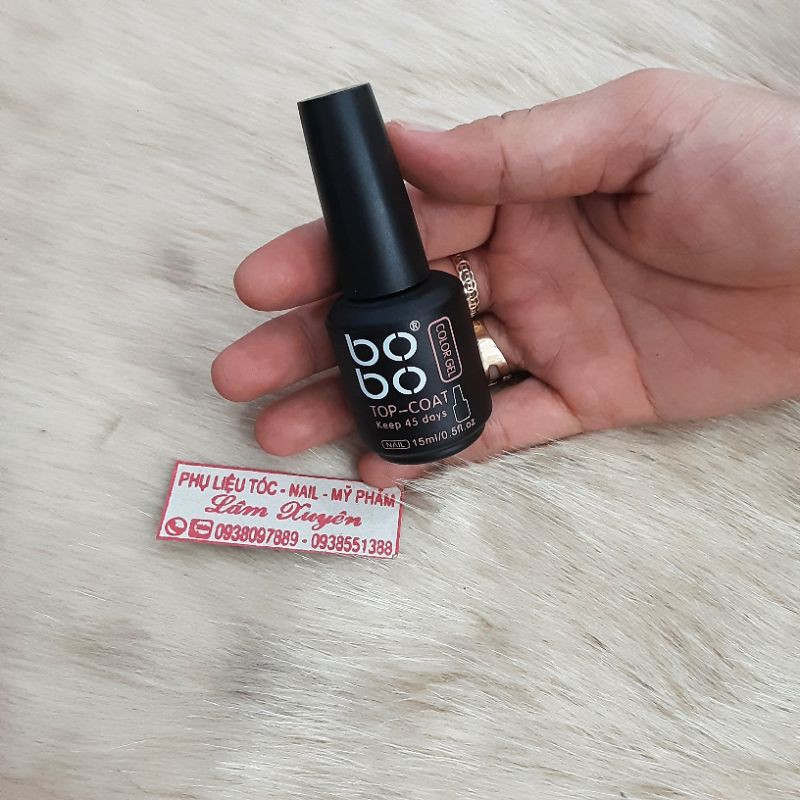 bo®
bo
COLOR GEL
TOP-COAT
Keep 45 days
NAIL 15ml/0.5fl.oz
PHỤ LIỆU TÓC - NAIL - MỸ PHẨM
Lâm Xuyên
0938097889 - 0938551388